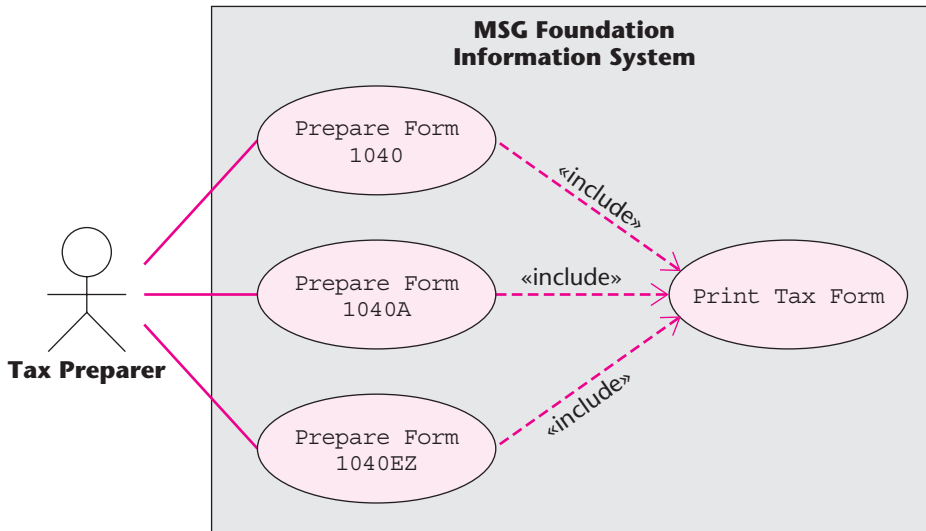 MSG Foundation
Information System
Prepare Form
1040
«include»
Prepare Form
1040A
«include»
Print Tax Form
Tax Preparer
Prepare Form
1040EZ
«include»